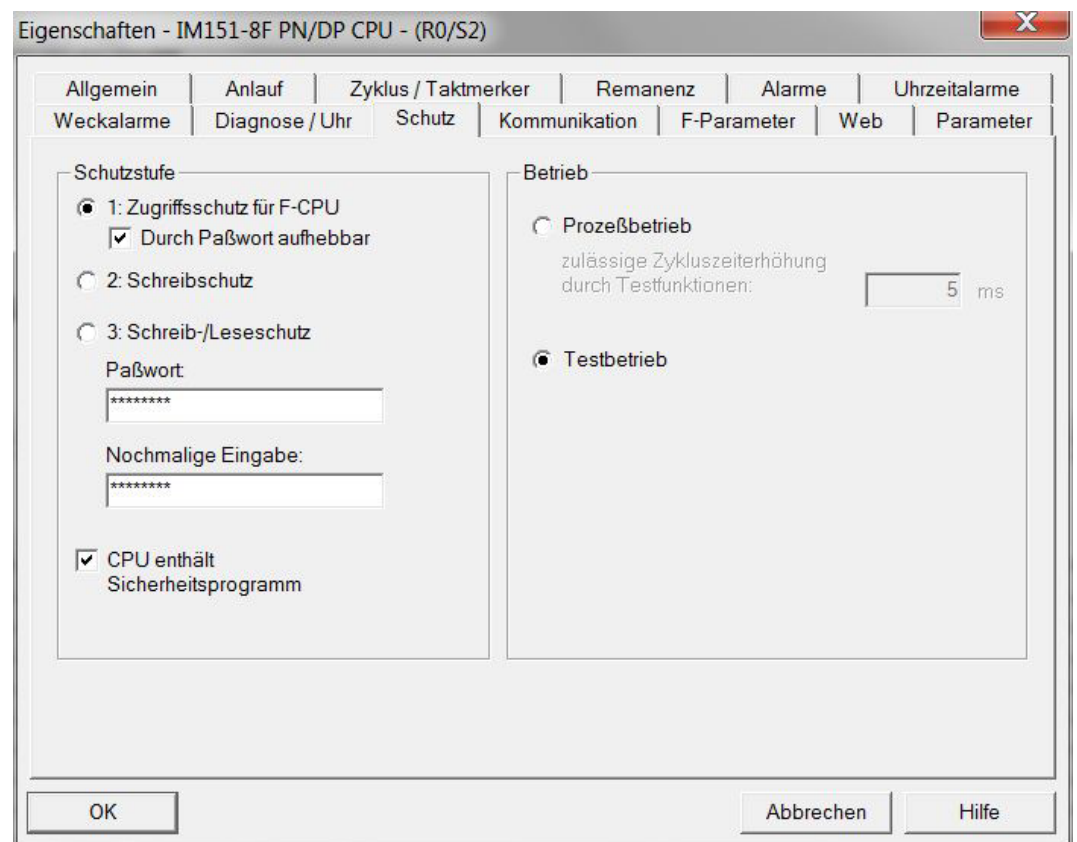 Eigenschaften - IM151-8F PN/DP CPU - (R0/S2)
X
Allgemein
Anlauf
Zyklus / Taktmerker
Remanenz
Alarme
Uhrzeitalarme
Weckalarme
Diagnose / Uhr
Schutz
Kommunikation
F-Parameter
Web
Parameter
Schutzstufe
1: Zugriffsschutz für F-CPU
Durch Paßwort aufhebbar
2: Schreibschutz
3: Schreib-/Leseschutz
Paßwort:
********
Nochmalige Eingabe:
********
CPU enthält
Sicherheitsprogramm
Betrieb
Prozeßbetrieb
zulässige Zykluszeiterhöhung
durch Testfunktionen:
5 ms
Testbetrieb
OK
Abbrechen
Hilfe